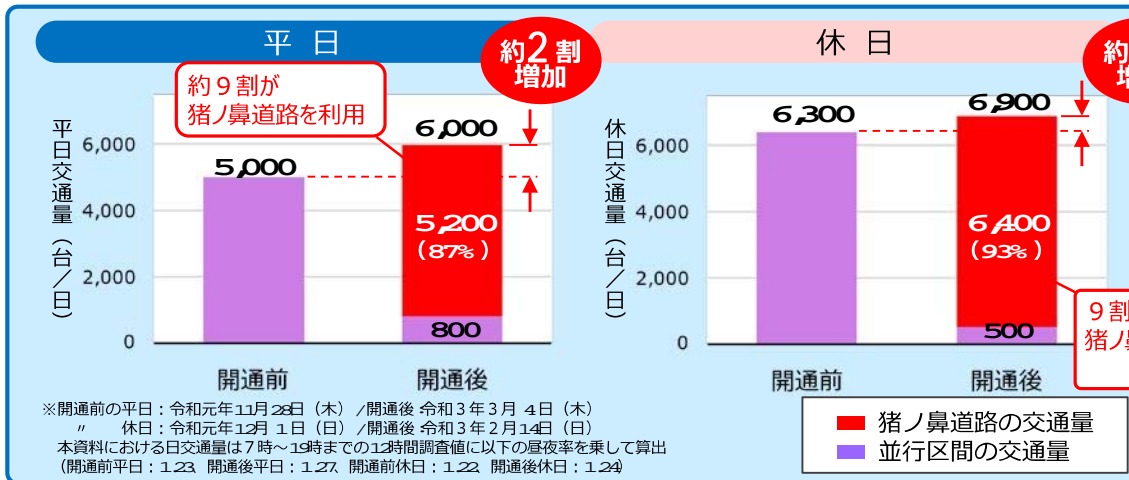 平 日
約2割
増加
約９割が
猪ノ鼻道路を利用
平日交通量（台／日）
6,000
4,000
2,000
0
5,000
6,000
5,200
(87%)
800
開通前
開通後
休 日
約
増
休日交通量（台／日）
6,000
4,000
2,000
0
6,300
6,900
6,400
(93%)
500
９割
猪ノ鼻
開通前
開通後
※開通前の平日：令和元年11月28日（木）/開通後:令和３年３月 ４日（木）
〃 休日：令和元年12月 １日（日）/開通後:令和３年２月14日（日）
本資料における日交通量は７時～19時までの12時間調査値に以下の昼夜率を乗して算出
（開通前平日：1.23、開通後平日：1.27、開通前休日：1.22、開通後休日：1.24）
猪ノ鼻道路の交通量
並行区間の交通量